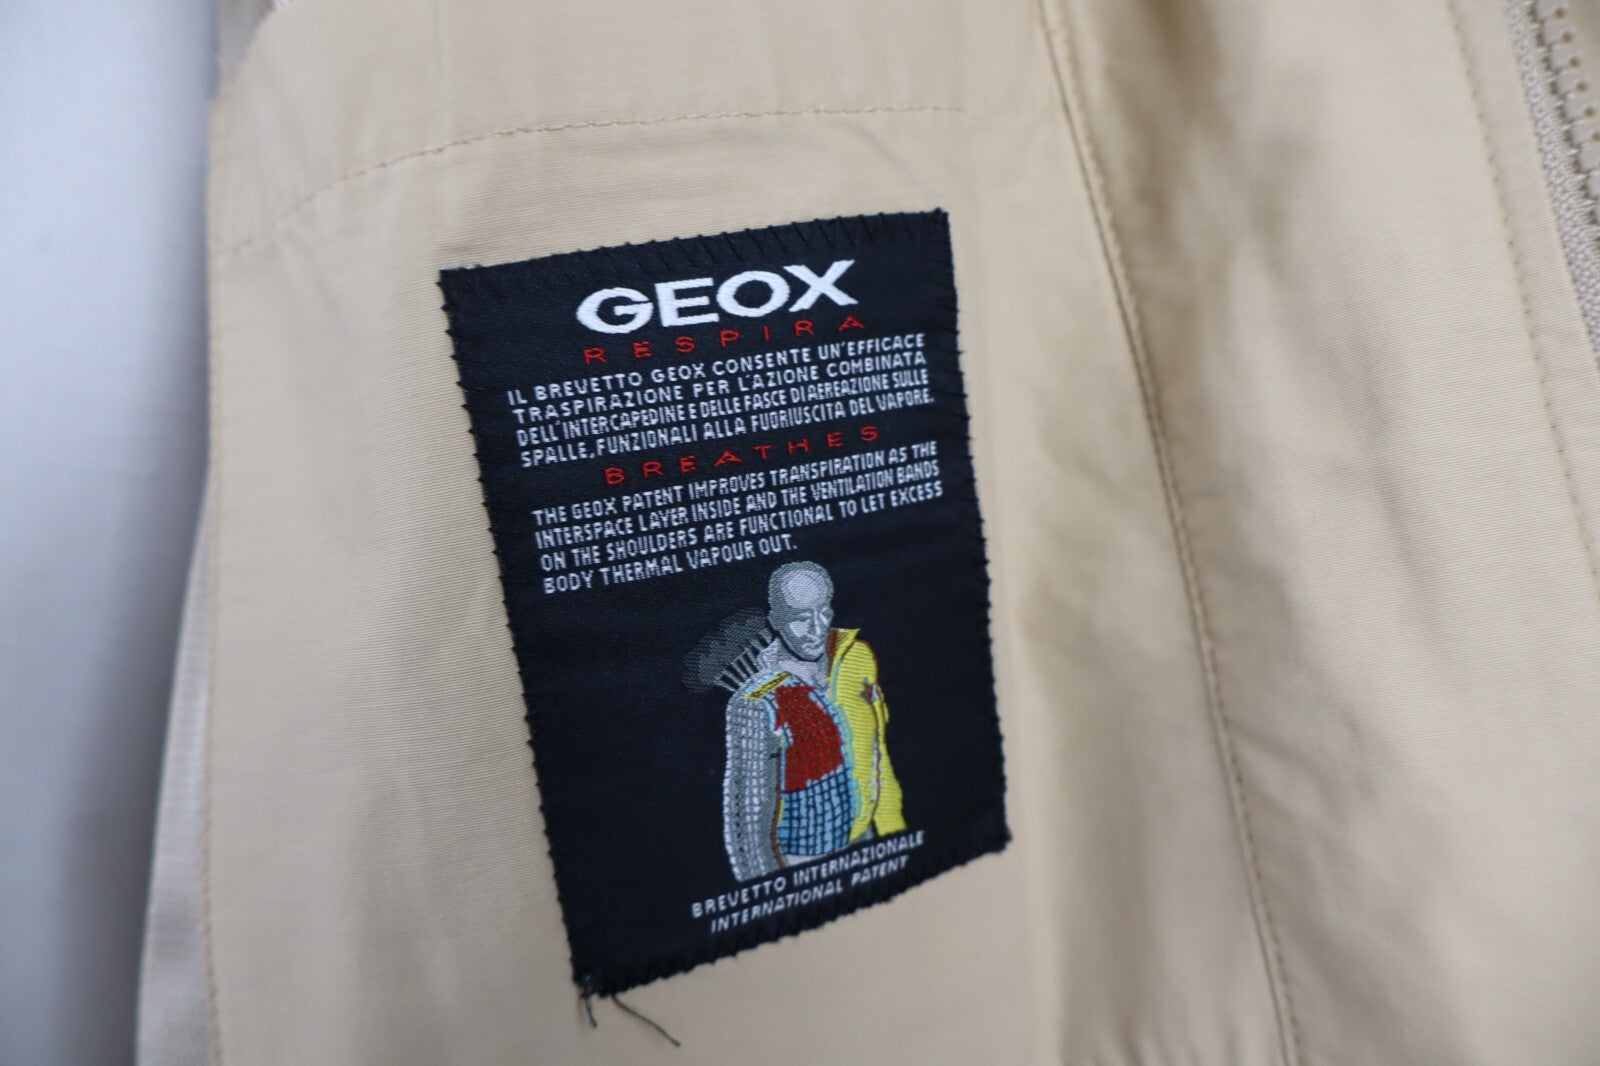 GEOX
RESPIRA
IL BREVETTO GEOX CONSENTE UN'EFFICACE
TRASPIRAZIONE PER L'AZIONE COMBINATA
DELL'INTERCAPEDINE E DELLE FASCE DI AEREAZIONE SULLE
SPALLE, FUNZIONALI ALLA FUORIUSCITA DEL VAPORE.
BREATHES
THE GEOX PATENT IMPROVES TRANSPIRATION AS THE
INTERSPACE LAYER INSIDE AND THE VENTILATION BANDS
ON THE SHOULDERS ARE FUNCTIONAL TO LET EXCESS
BODY THERMAL VAPOUR OUT.
BREVETTO INTERNAZIONALE
INTERNATIONAL PATENT